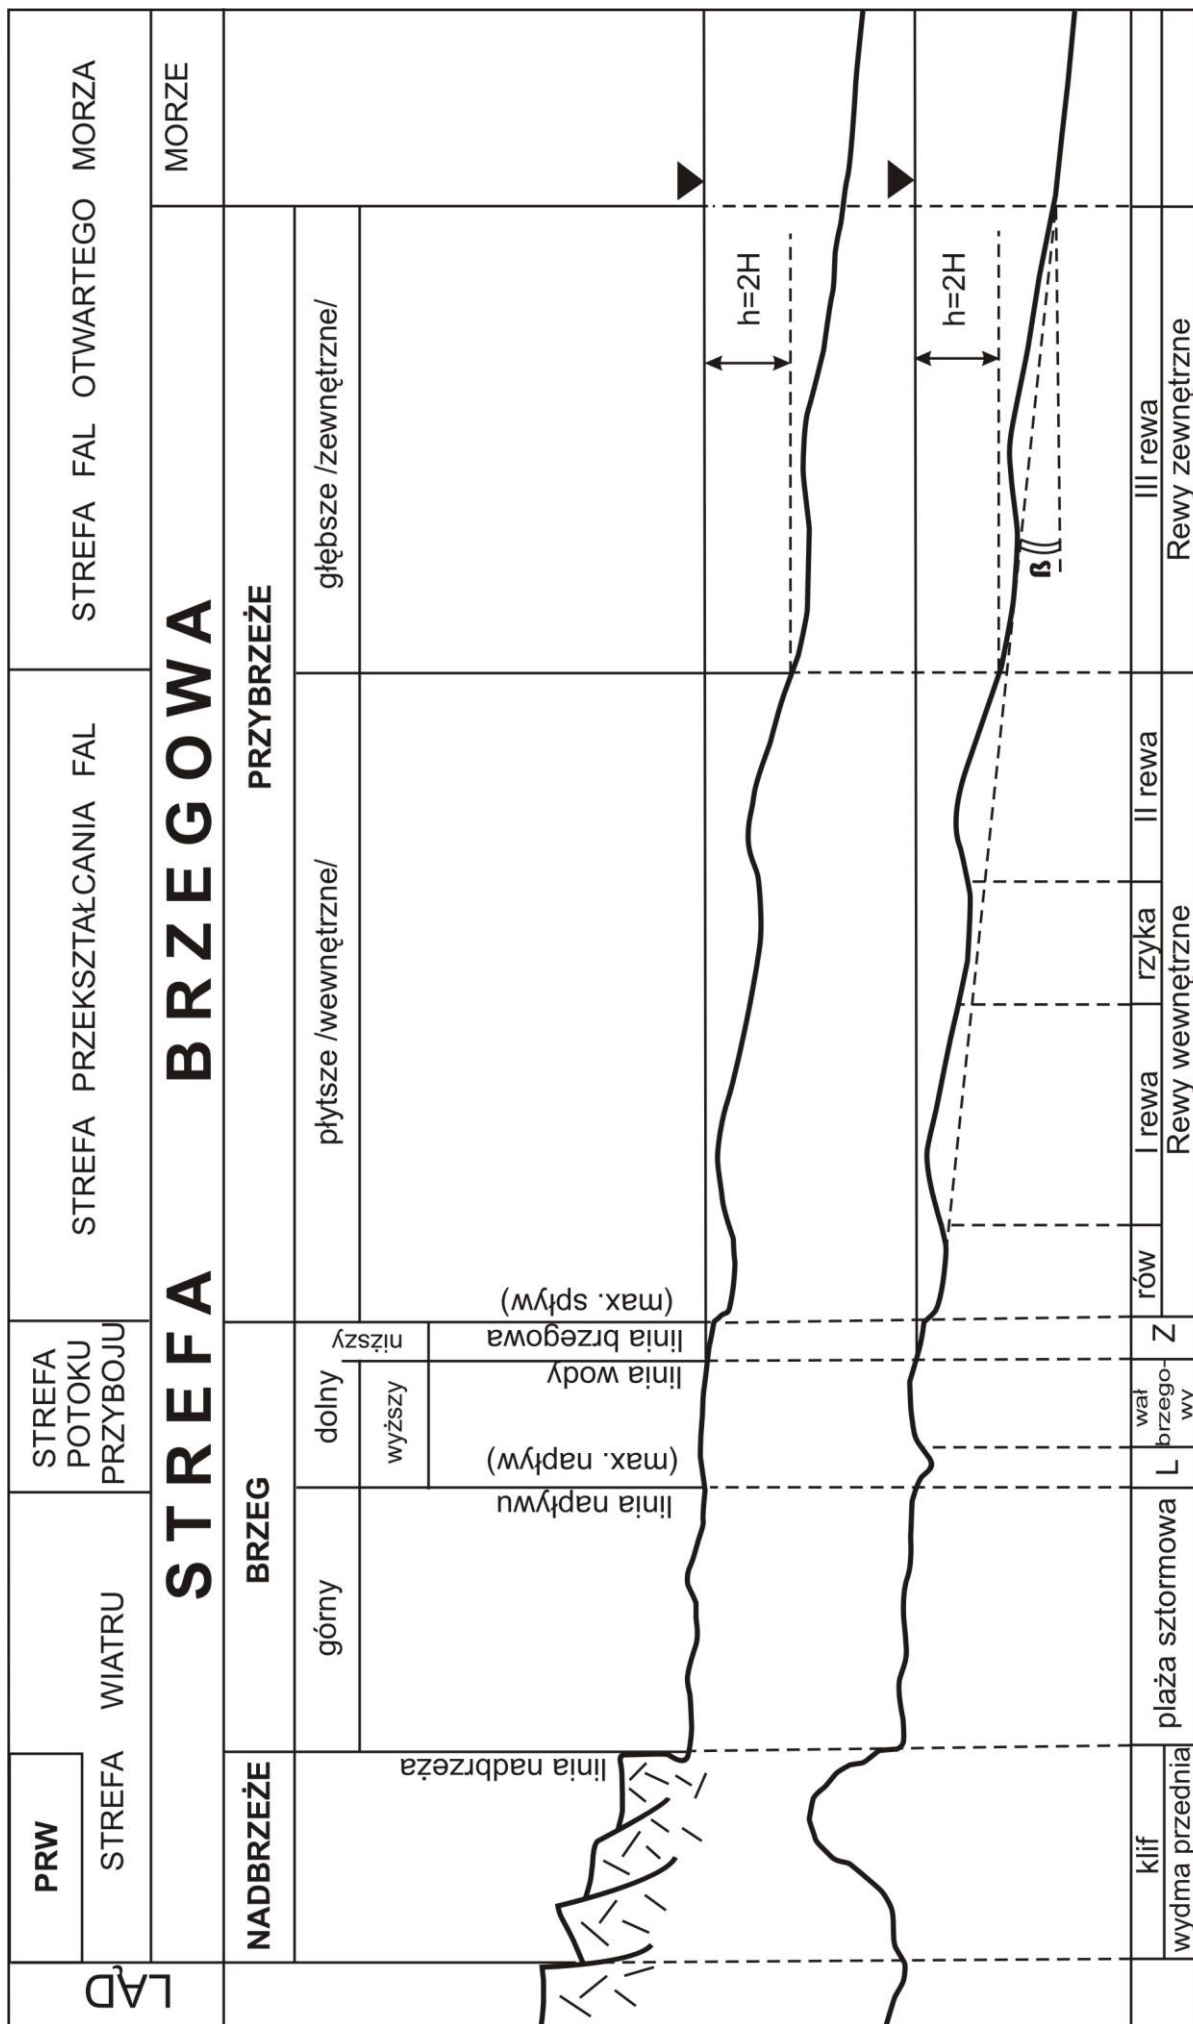 LĄD
PRW
STREFA WIATRU
STREFA
POTOKU
PRZYBOJU
STREFA PRZEKSZTAŁCANIA FAL
STREFA FAL OTWARTEGO MORZA
STREFA BRZEGOWA
MORZE
NADBRZEŻE
BRZEG
PRZYBRZEŻE
górny
dolny
niższy
wyższy
płytsze /wewnętrzne/
głębsze /zewnętrzne/
linia nadbrzeża
linia napływu
(max. napływ)
linia wody
linia brzegowa
(max. spływ)
h=2H
h=2H
ß
klif
wydma przednia
plaża sztormowa
L
wał
brzego-
wy
Z
rów
I rewa
rzyka
II rewa
III rewa
Rewy wewnętrzne
Rewy zewnętrzne